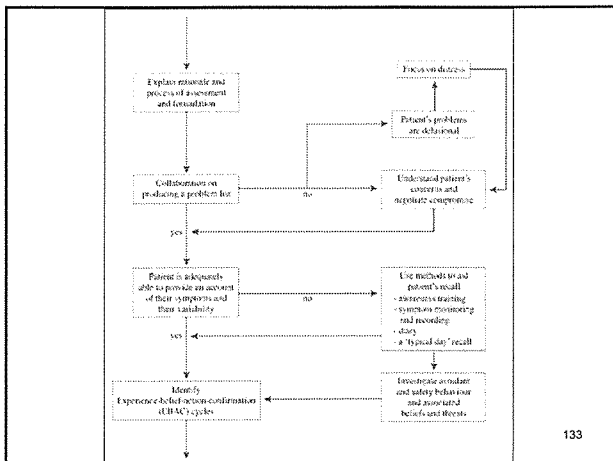 Explain rationale and
process of assessment
and formulation
Focus on distress
Patient's problems
are delusional
Collaboration on
producing a problem list
no
Understand patient's
concerns and
negotiate compromise
yes
Patient is adequately
able to provide an account
of their symptoms and
their variability
no
Use methods to aid
patient's recall
- awareness training
- symptom monitoring
and recording
- diary
- a 'typical day' recall
yes
Identify
Experience-belief-action-confirmation
(EBAC) cycles
Investigate avoidant
and safety behaviour
and associated
beliefs and threats
133